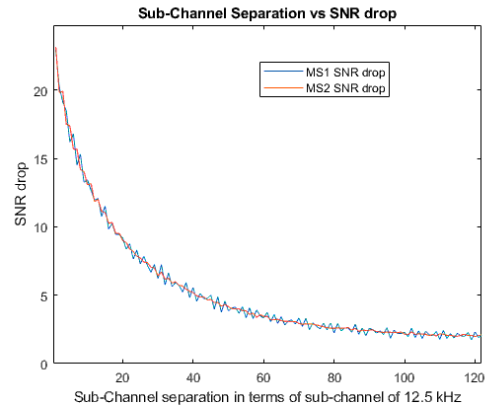 Sub-Channel Separation vs SNR drop
MS1 SNR drop
MS2 SNR drop
SNR drop
20
15
10
5
0
20
40
60
80
100
120
Sub-Channel separation in terms of sub-channel of 12.5 kHz